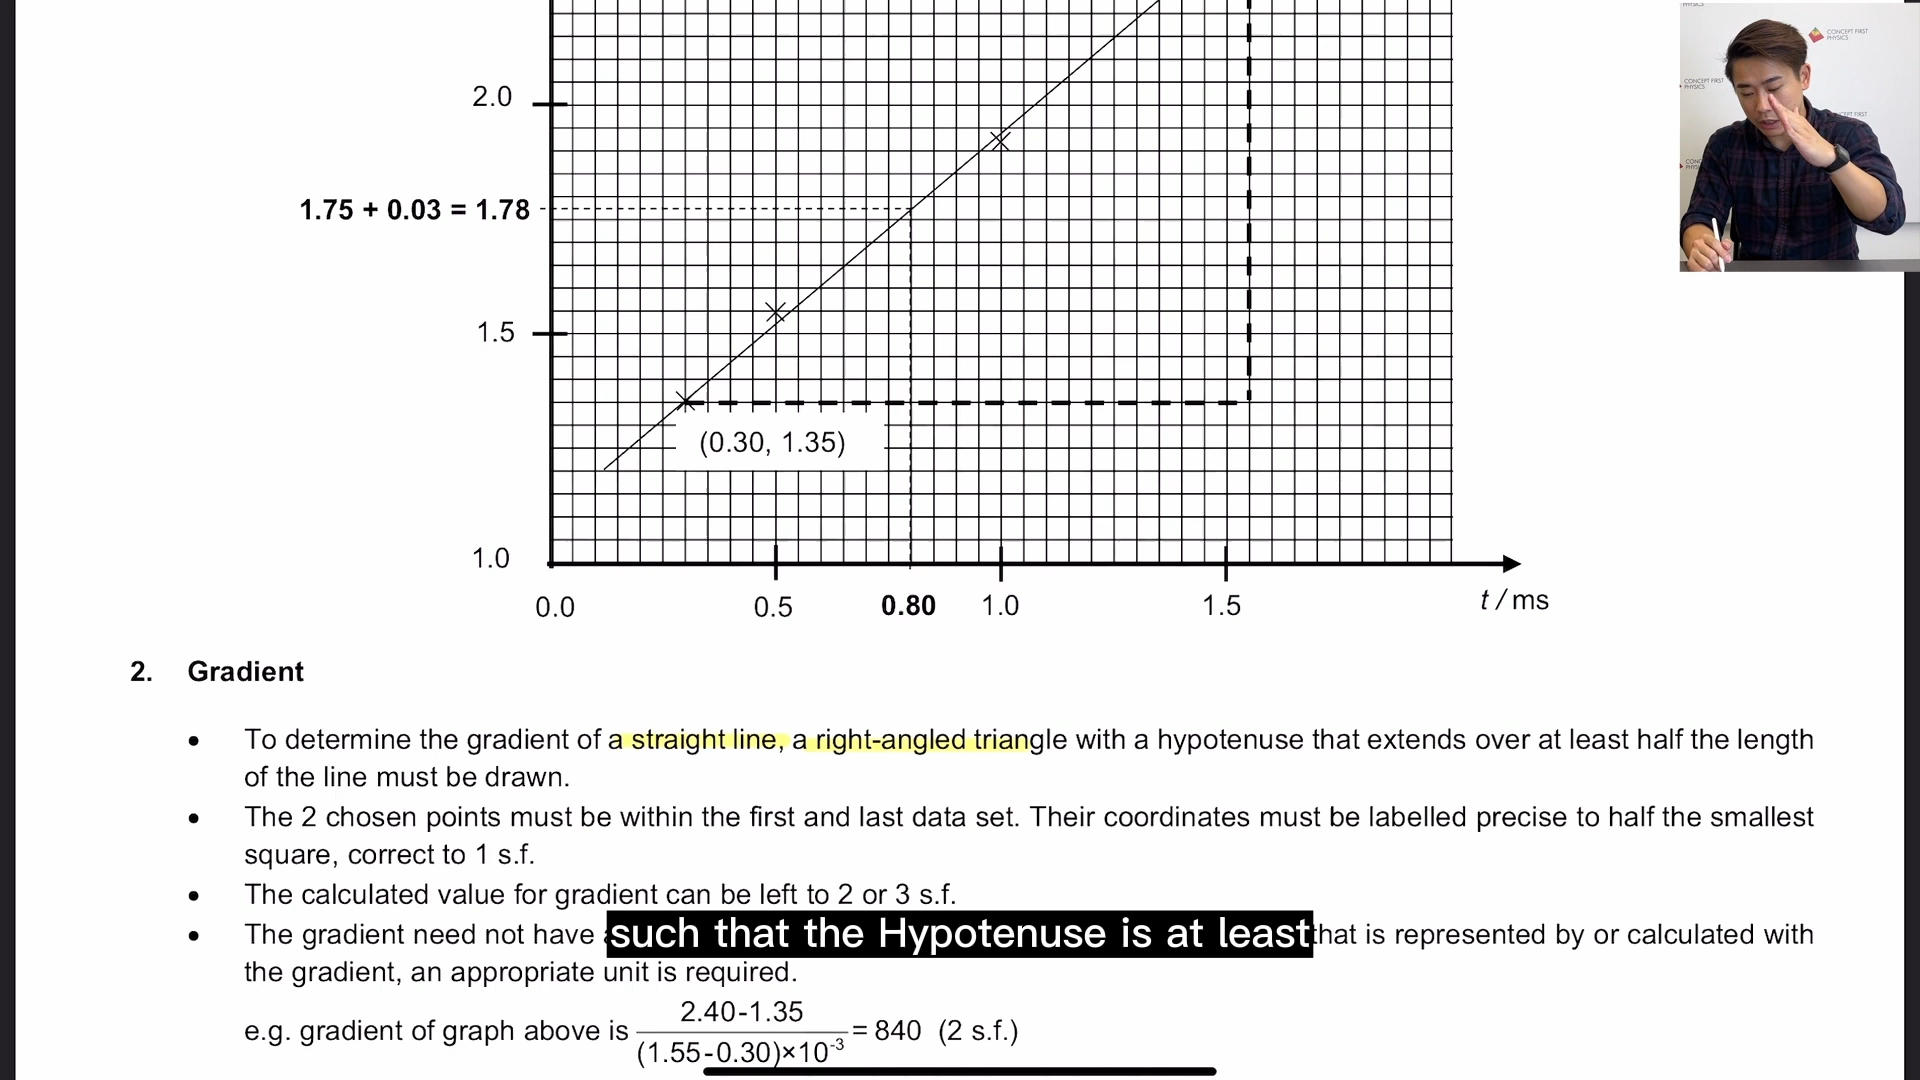 CONCEPT FIRST
PHYSICS
CONCEPT FIRST
PHYSICS
2.0
1.75 + 0.03 = 1.78
1.5
(0.30, 1.35)
1.0
0.0
0.5
0.80
1.0
1.5
t / ms
2. Gradient
• To determine the gradient of a straight line, a right-angled triangle with a hypotenuse that extends over at least half the length
of the line must be drawn.
• The 2 chosen points must be within the first and last data set. Their coordinates must be labelled precise to half the smallest
square, correct to 1 s.f.
• The calculated value for gradient can be left to 2 or 3 s.f.
• The gradient need not have
such that the Hypotenuse is at least
that is represented by or calculated with
the gradient, an appropriate unit is required.
e.g. gradient of graph above is
2.40-1.35
(1.55-0.30)×10⁻³
= 840 (2 s.f.)